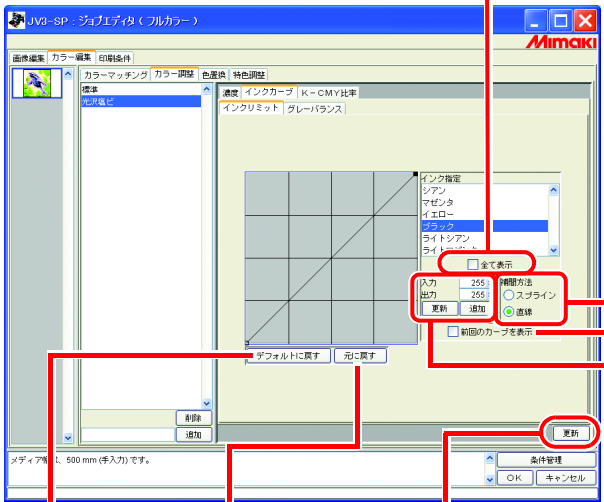 JV3-SP : ジョブエディタ ( フルカラー )
Mimaki
画像編集 カラー編集 印刷条件
カラーマッチング カラー調整 色置換 特色調整
標準
光沢塩ビ
濃度 インクカーブ K-CMY比率
インクリミット グレーバランス
インク指定
シアン
マゼンタ
イエロー
ブラック
ライトシアン
全て表示
入力 255
出力 255
更新 追加
補間方法
スプライン
直線
前回のカーブを表示
デフォルトに戻す 元に戻す
削除
追加
更新
メディア幅 、500 mm (手入力) です。
条件管理
OK キャンセル